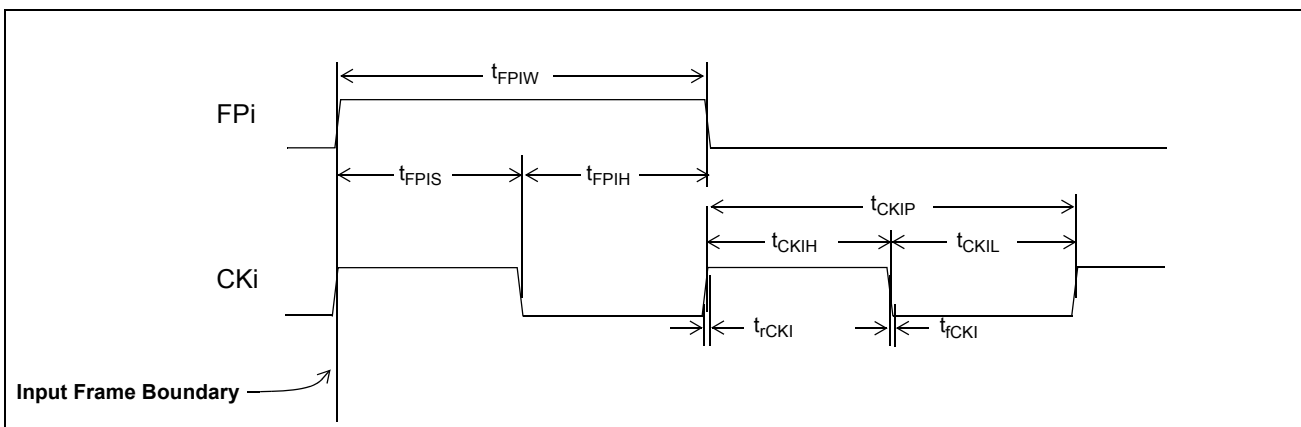 tFPIW
FPi
tFPIS
tFPIH
tCKIP
tCKIH
tCKIL
CKi
trCKI
tfCKI
Input Frame Boundary